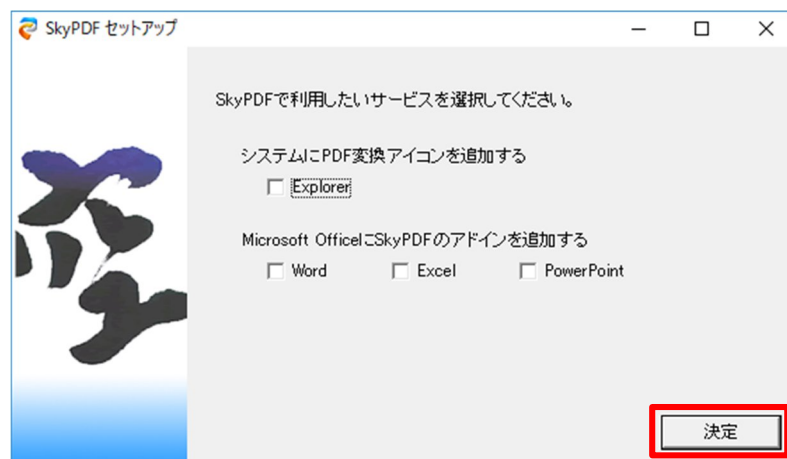 SkyPDF セットアップ
SkyPDFで利用したいサービスを選択してください。
システムにPDF変換アイコンを追加する
Explorer
Microsoft OfficeにSkyPDFのアドインを追加する
Word Excel PowerPoint
空
決定